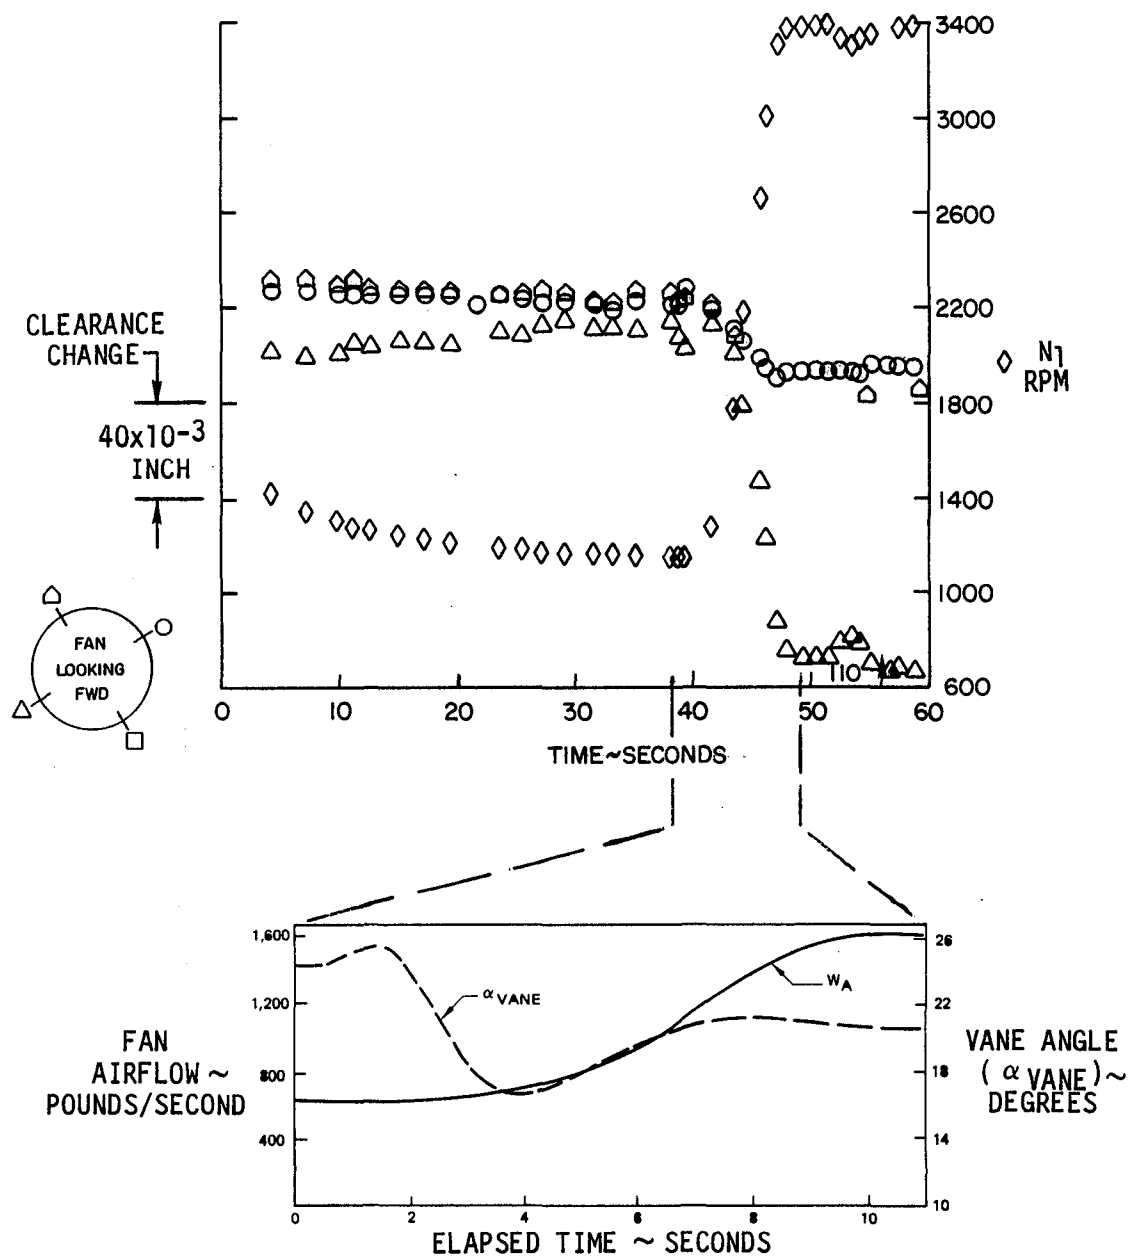 3400
3000
2600
2200
1800
1400
1000
600
CLEARANCE
CHANGE
40x10-3
INCH
N1
RPM
FAN
LOOKING
FWD
110
0 10 20 30 40 50 60
TIME~SECONDS
1,600
1,200
800
400
26
22
18
14
10
αVANE
WA
FAN
AIRFLOW ~
POUNDS/SECOND
VANE ANGLE
(αVANE)~
DEGREES
0 2 4 6 8 10
ELAPSED TIME ~ SECONDS